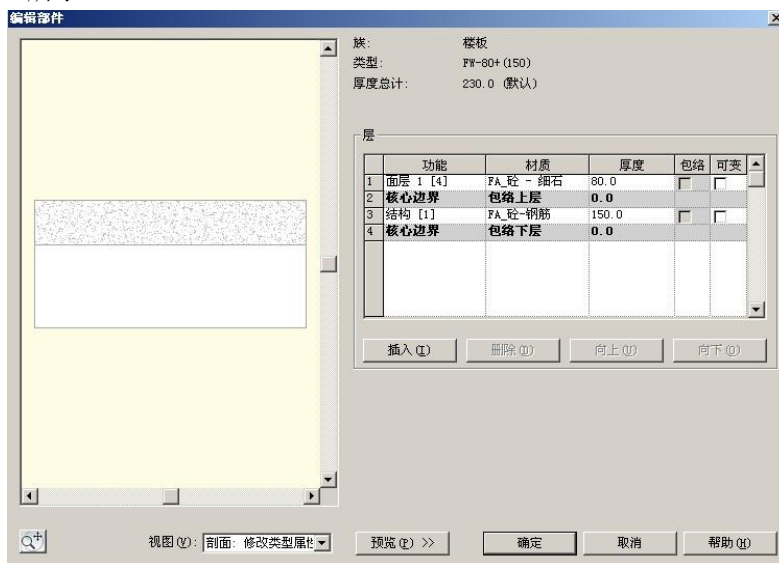 编辑部件
族: 楼板
类型: FW-80+(150)
厚度总计: 230.0 (默认)
层
功能 材质 厚度 包络 可变
1 面层 1 [4] FA_砼 - 细石 80.0
2 核心边界 包络上层 0.0
3 结构 [1] FA_砼-钢筋 150.0
4 核心边界 包络下层 0.0
插入(I) 删除(D) 向上(U) 向下(O)
视图(V): 剖面: 修改类型属性 预览(P) >> 确定 取消 帮助(H)